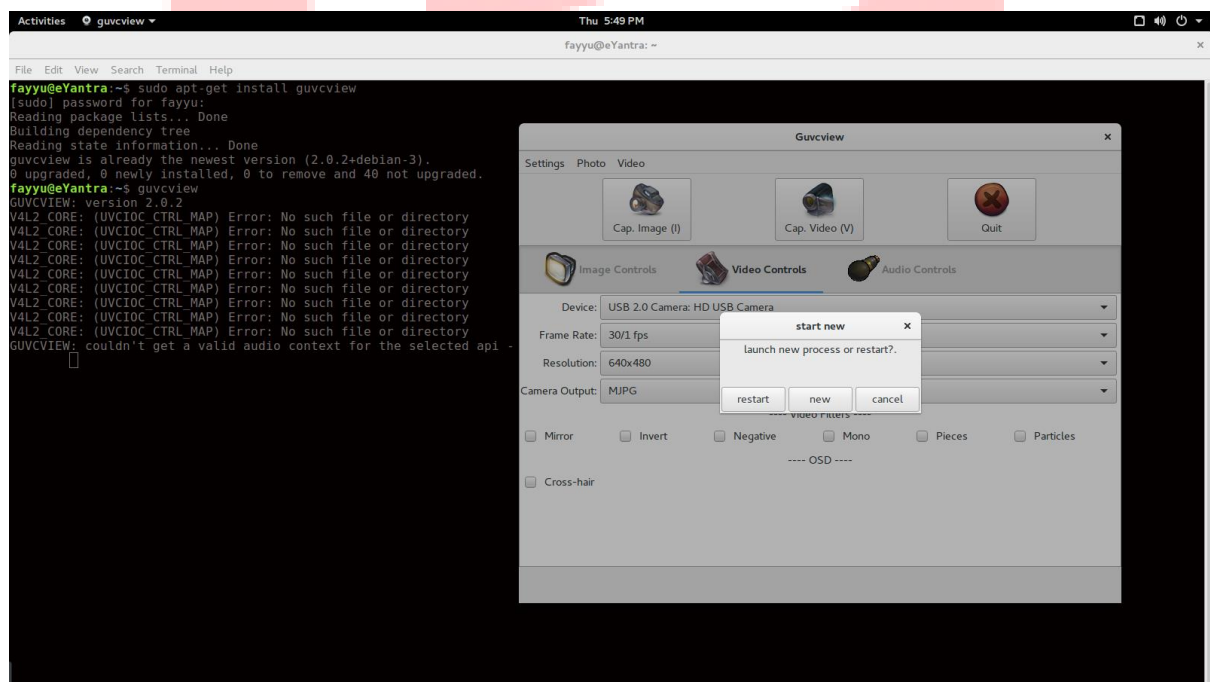 Activities guvcview Thu 5:49 PM
fayyu@eYantra: ~
File Edit View Search Terminal Help
fayyu@eYantra:~$ sudo apt-get install guvcview
[sudo] password for fayyu:
Reading package lists... Done
Building dependency tree
Reading state information... Done
guvcview is already the newest version (2.0.2+debian-3).
0 upgraded, 0 newly installed, 0 to remove and 40 not upgraded.
fayyu@eYantra:~$ guvcview
GUVCVIEW: version 2.0.2
V4L2_CORE: (UVCIOC_CTRL_MAP) Error: No such file or directory
V4L2_CORE: (UVCIOC_CTRL_MAP) Error: No such file or directory
V4L2_CORE: (UVCIOC_CTRL_MAP) Error: No such file or directory
V4L2_CORE: (UVCIOC_CTRL_MAP) Error: No such file or directory
V4L2_CORE: (UVCIOC_CTRL_MAP) Error: No such file or directory
V4L2_CORE: (UVCIOC_CTRL_MAP) Error: No such file or directory
V4L2_CORE: (UVCIOC_CTRL_MAP) Error: No such file or directory
V4L2_CORE: (UVCIOC_CTRL_MAP) Error: No such file or directory
V4L2_CORE: (UVCIOC_CTRL_MAP) Error: No such file or directory
GUVCVIEW: couldn't get a valid audio context for the selected api -
Guvcview
Settings Photo Video
Cap. Image (I) Cap. Video (V) Quit
Image Controls Video Controls Audio Controls
Device: USB 2.0 Camera: HD USB Camera
Frame Rate: 30/1 fps
Resolution: 640x480
Camera Output: MJPG
start new
launch new process or restart?.
restart new cancel
---- Video Filters ----
Mirror Invert Negative Mono Pieces Particles
---- OSD ----
Cross-hair